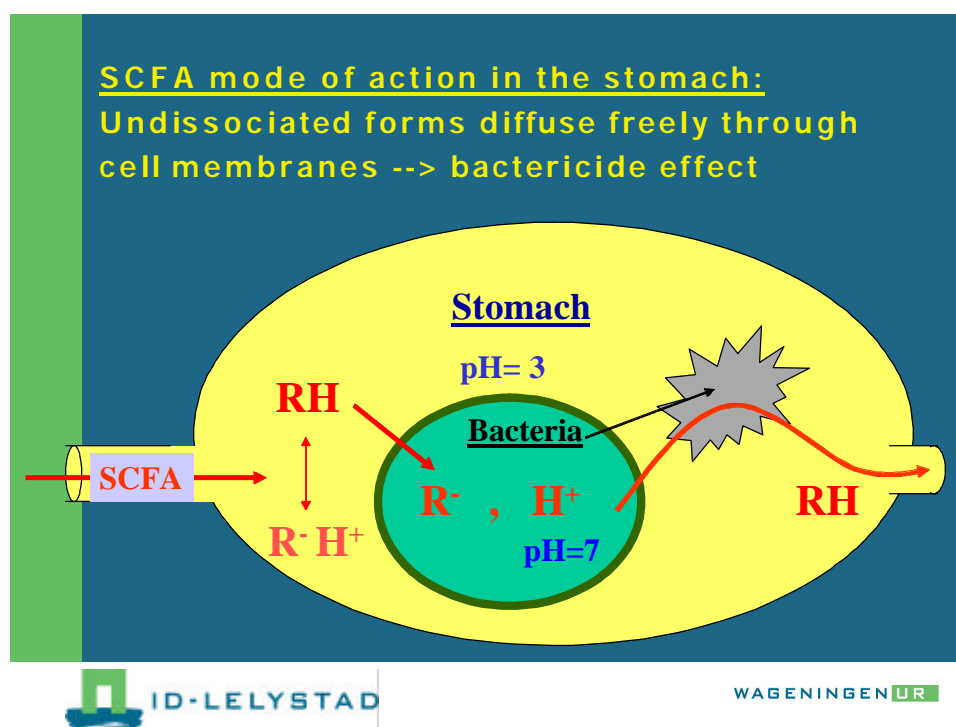 SCFA mode of action in the stomach:
Undissociated forms diffuse freely through
cell membranes --> bactericide effect
Stomach
pH= 3
RH
Bacteria
SCFA
R- , H+
RH
R- H+
pH=7
ID-LELYSTAD
WAGENINGEN UR